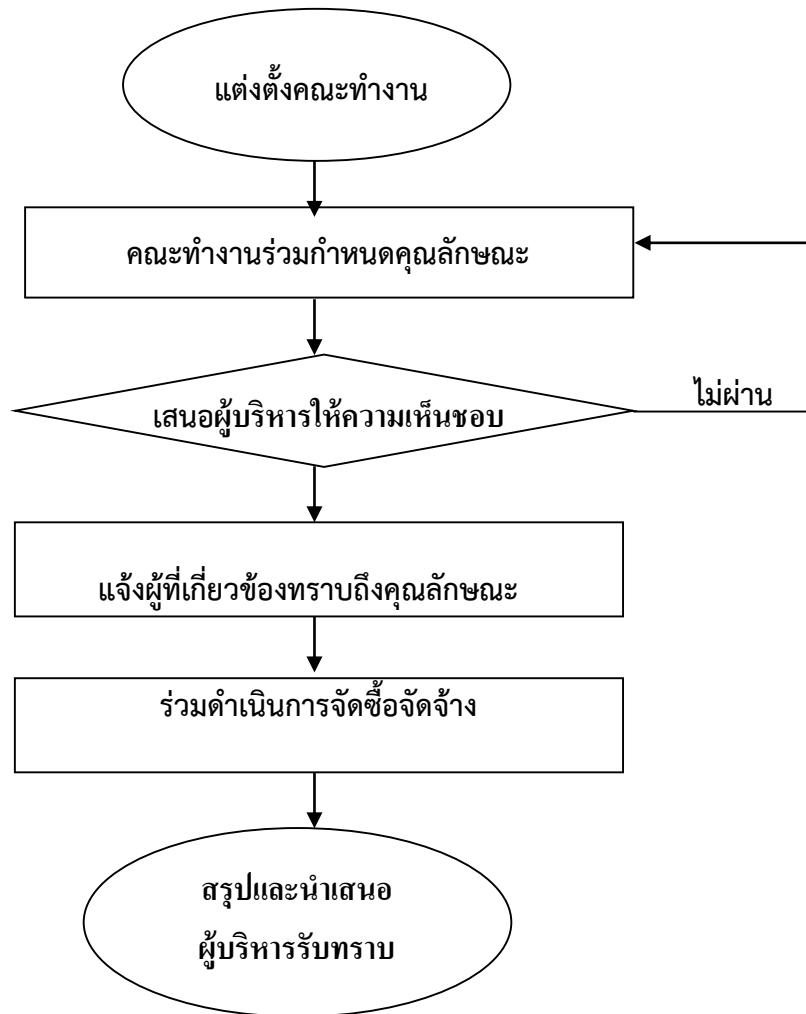 แต่งตั้งคณะทำงาน
คณะทำงานร่วมกำหนดคุณลักษณะ
เสนอผู้บริหารให้ความเห็นชอบ
ไม่ผ่าน
แจ้งผู้ที่เกี่ยวข้องทราบถึงคุณลักษณะ
ร่วมดำเนินการจัดซื้อจัดจ้าง
สรุปและนำเสนอ
ผู้บริหารรับทราบ